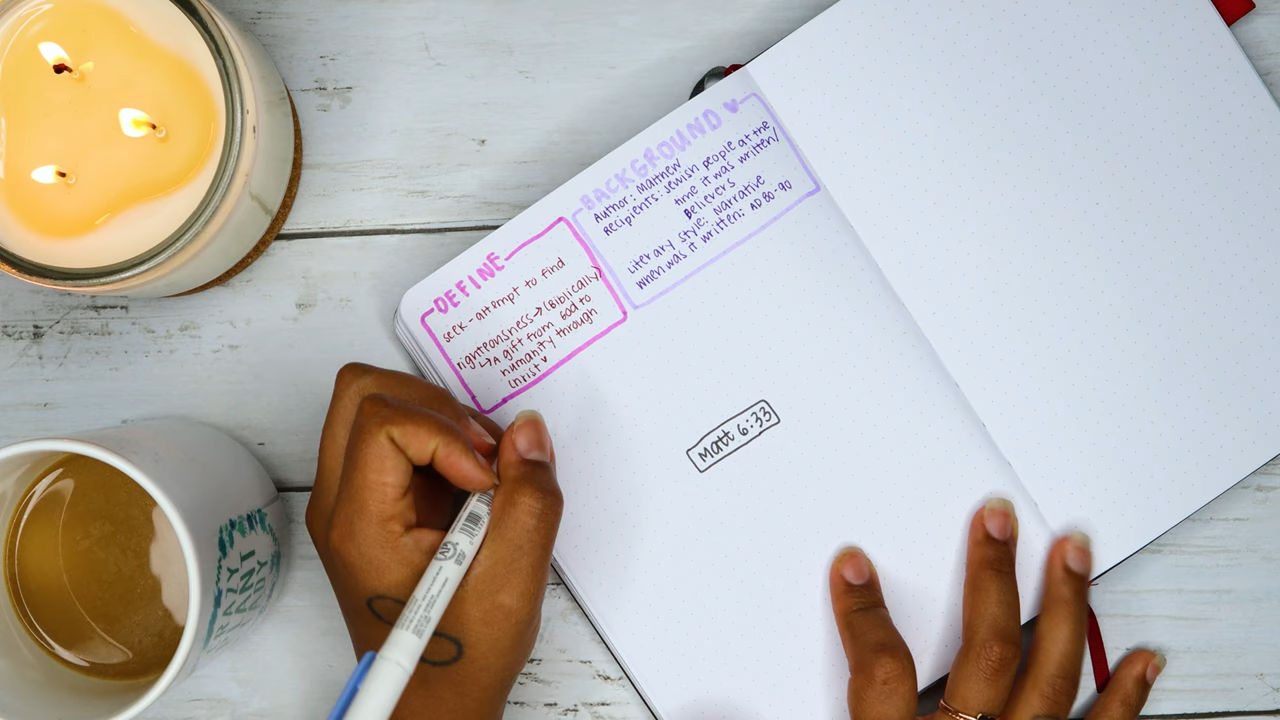 DEFINE
seek - attempt to find
righteousness→(Biblically)
↳A gift from God to
humanity through
Christ
BACKGROUND
Author: Matthew
Recipients: Jewish people at the
time it was written/
Believers
Literary Style: Narrative
when was it written: AD 80-90
Matt 6:33
PLANT